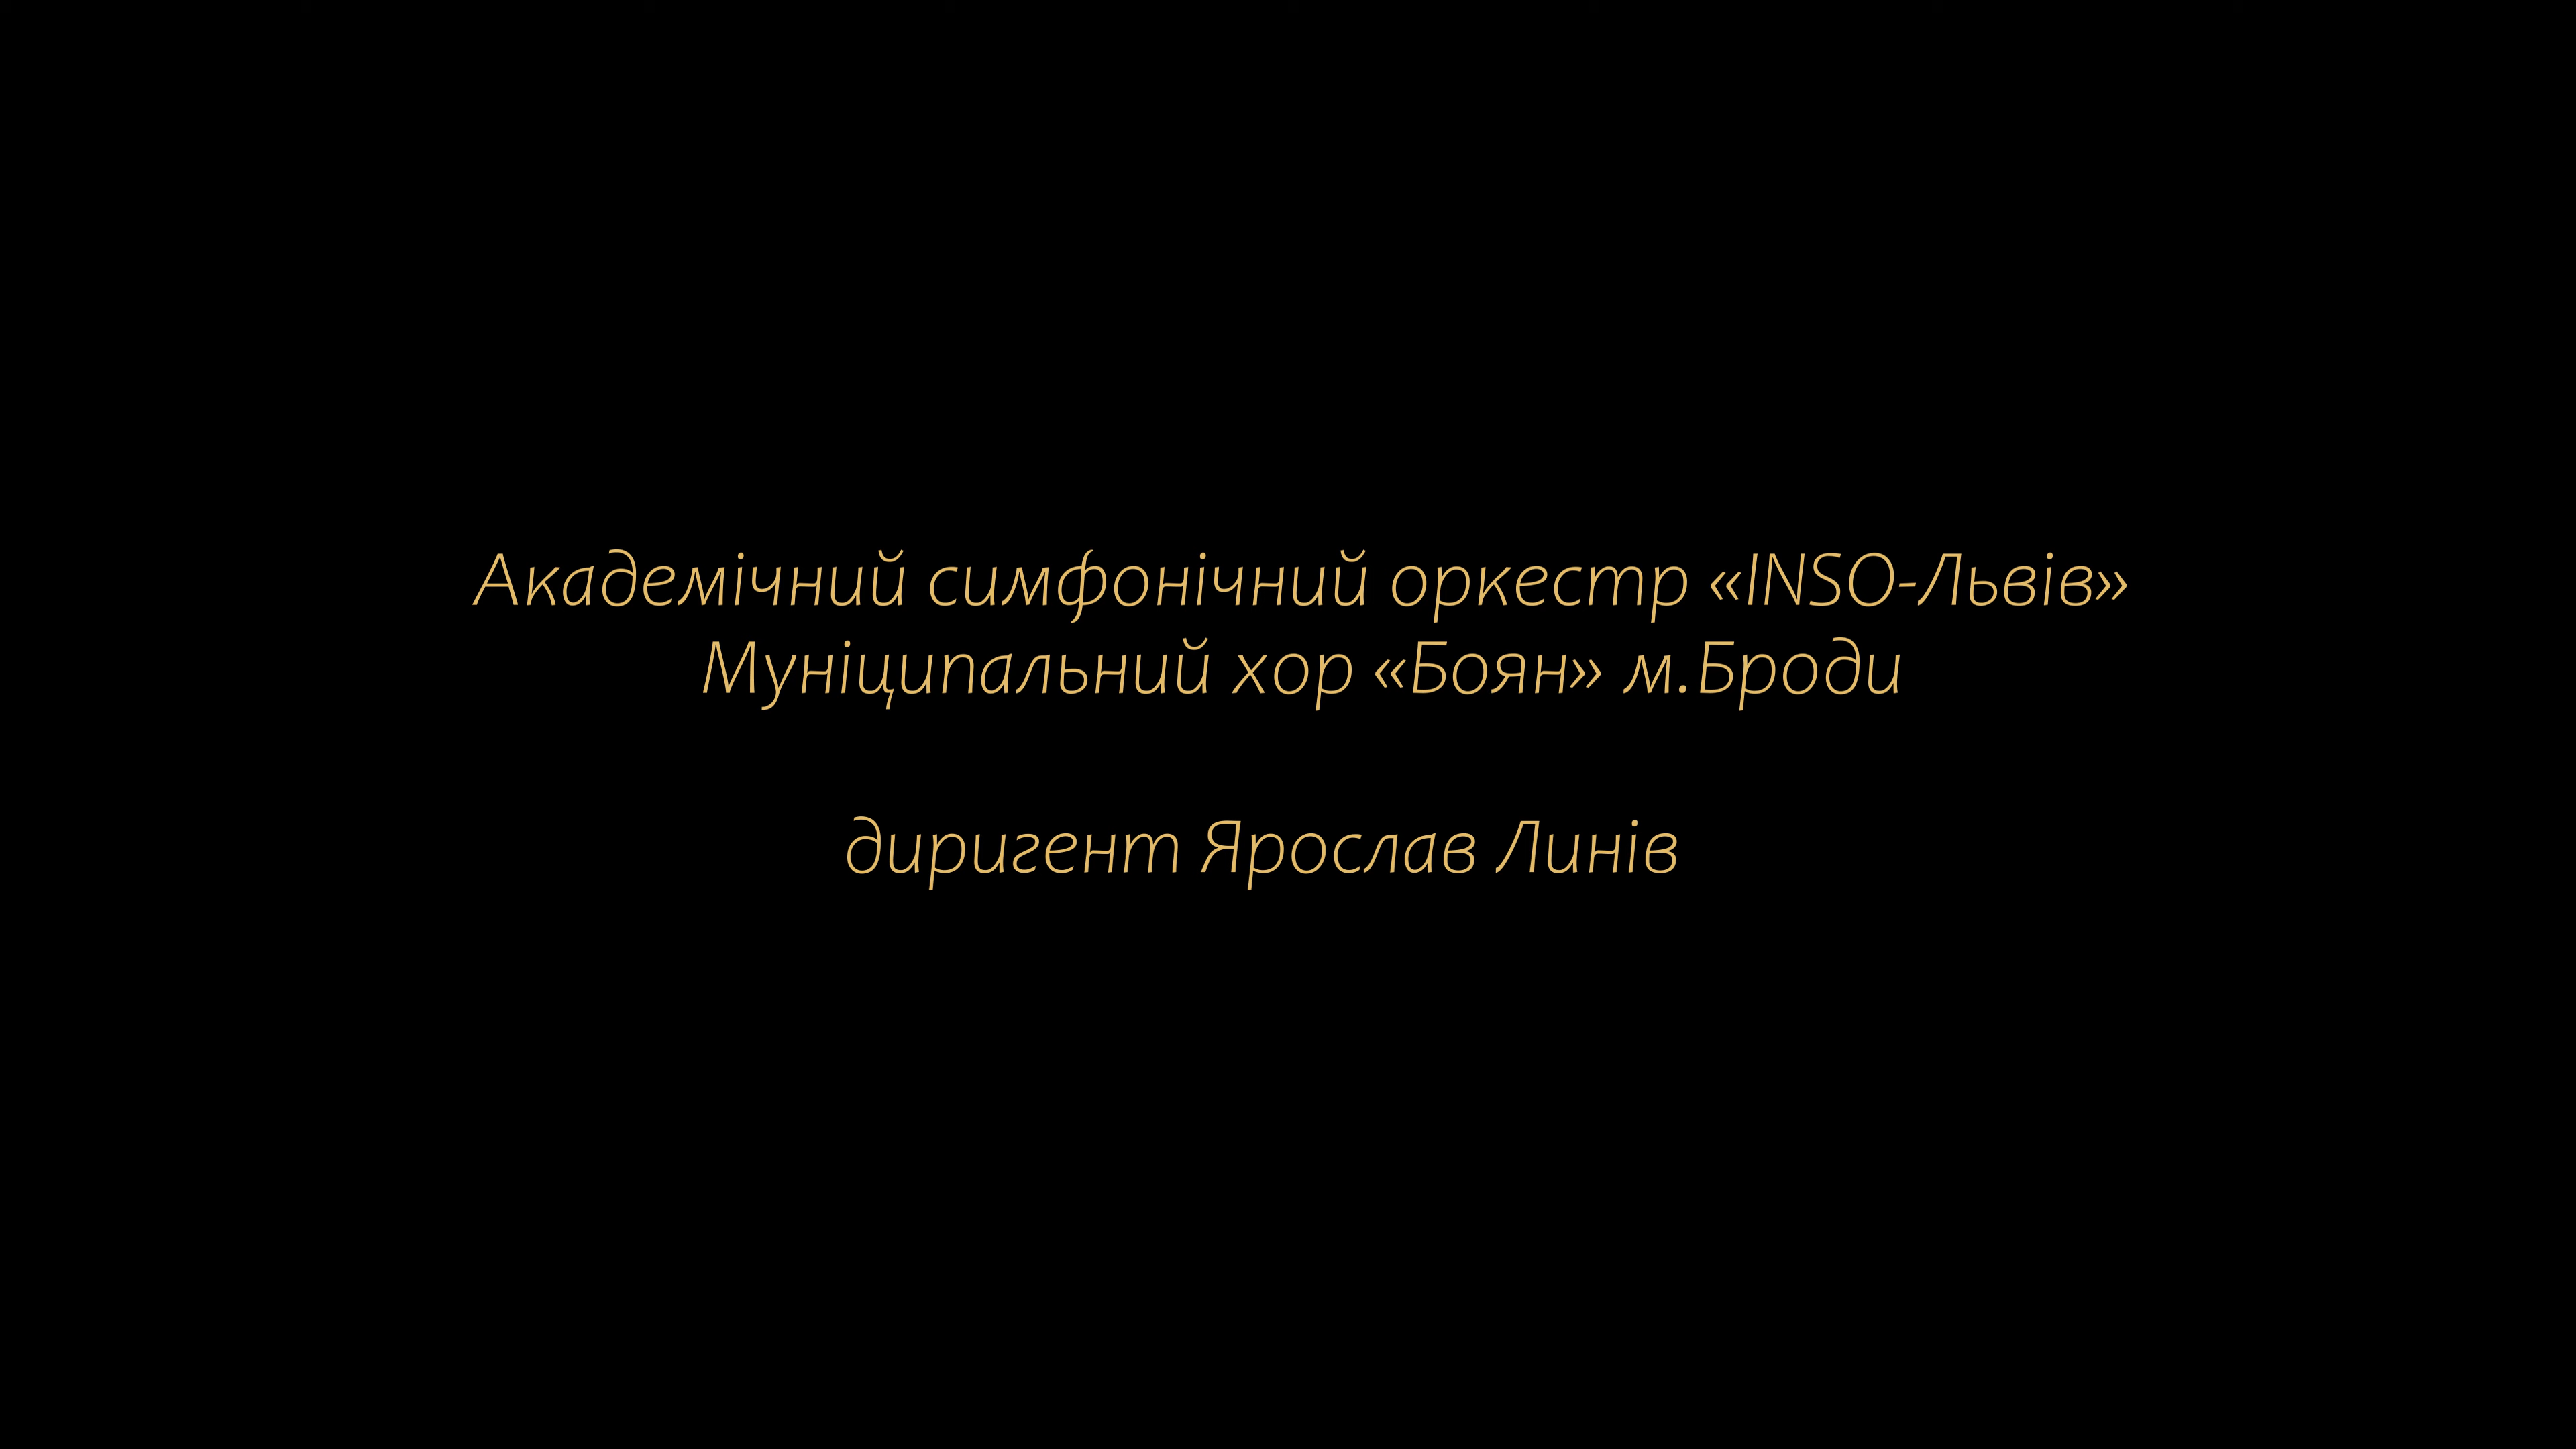 Академічний симфонічний оркестр «INSO-Львів»
Муніципальний хор «Боян» м.Броди
диригент Ярослав Линів